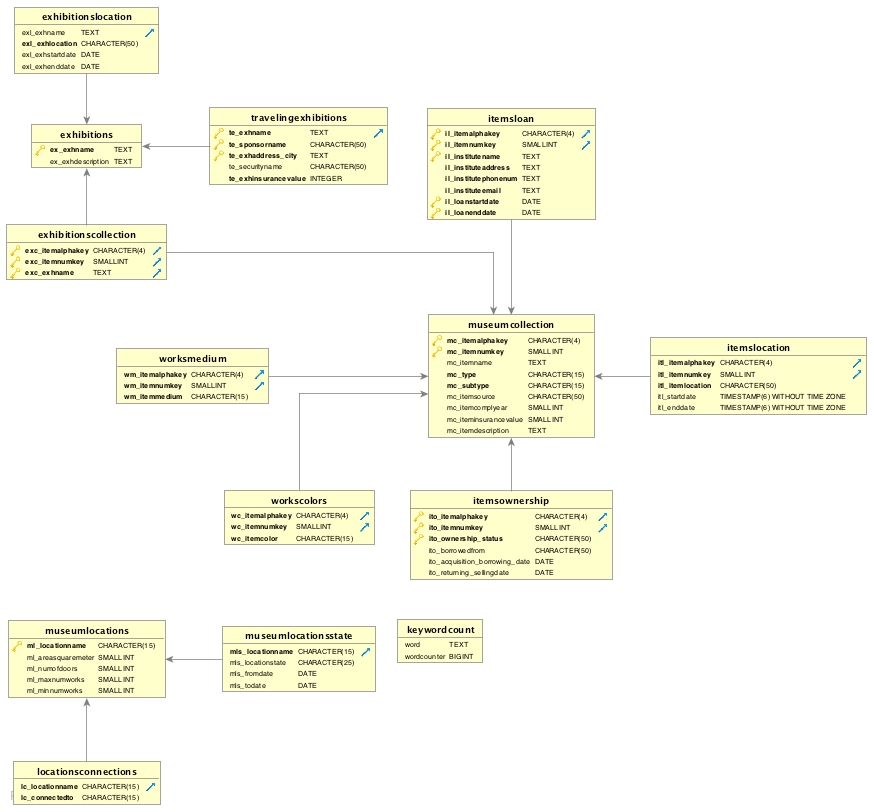 exhibitionslocation
exl_exhname TEXT
exl_exhlocation CHARACTER(50)
exl_exhstartdate DATE
exl_exhenddate DATE
exhibitions
ex_exhname TEXT
ex_exhdescription TEXT
travelingexhibitions
te_exhname TEXT
te_sponsorname CHARACTER(50)
te_exhaddress_city TEXT
te_securityname CHARACTER(50)
te_exhinsurancevalue INTEGER
itemsloan
il_itemalphakey CHARACTER(4)
il_itemnumkey SMALLINT
il_institutename TEXT
il_instituteaddress TEXT
il_institutephonenum TEXT
il_instituteemail TEXT
il_loanstartdate DATE
il_loanenddate DATE
exhibitionscollection
exc_itemalphakey CHARACTER(4)
exc_itemnumkey SMALLINT
exc_exhname TEXT
museumcollection
mc_itemalphakey CHARACTER(4)
mc_itemnumkey SMALLINT
mc_itemname TEXT
mc_type CHARACTER(15)
mc_subtype CHARACTER(15)
mc_itemsource CHARACTER(50)
mc_itemcomplyear SMALLINT
mc_iteminsurancevalue SMALLINT
mc_itemdescription TEXT
worksmedium
wm_itemalphakey CHARACTER(4)
wm_itemnumkey SMALLINT
wm_itemmedium CHARACTER(15)
itemslocation
itl_itemalphakey CHARACTER(4)
itl_itemnumkey SMALLINT
itl_itemlocation CHARACTER(50)
itl_startdate TIMESTAMP(6) WITHOUT TIME ZONE
itl_enddate TIMESTAMP(6) WITHOUT TIME ZONE
workscolors
wc_itemalphakey CHARACTER(4)
wc_itemnumkey SMALLINT
wc_itemcolor CHARACTER(15)
itemsownership
ito_itemalphakey CHARACTER(4)
ito_itemnumkey SMALLINT
ito_ownership_status CHARACTER(50)
ito_borrowedfrom CHARACTER(50)
ito_acquisition_borrowing_date DATE
ito_returning_sellingdate DATE
museumlocations
ml_locationname CHARACTER(15)
ml_areasquaremeter SMALLINT
ml_numofdoors SMALLINT
ml_maxnumworks SMALLINT
ml_minnumworks SMALLINT
museumlocationsstate
mls_locationname CHARACTER(15)
mls_locationstate CHARACTER(25)
mls_fromdate DATE
mls_todate DATE
keywordcount
word TEXT
wordcounter BIGINT
locationsconnections
lc_locationname CHARACTER(15)
lc_connectedto CHARACTER(15)